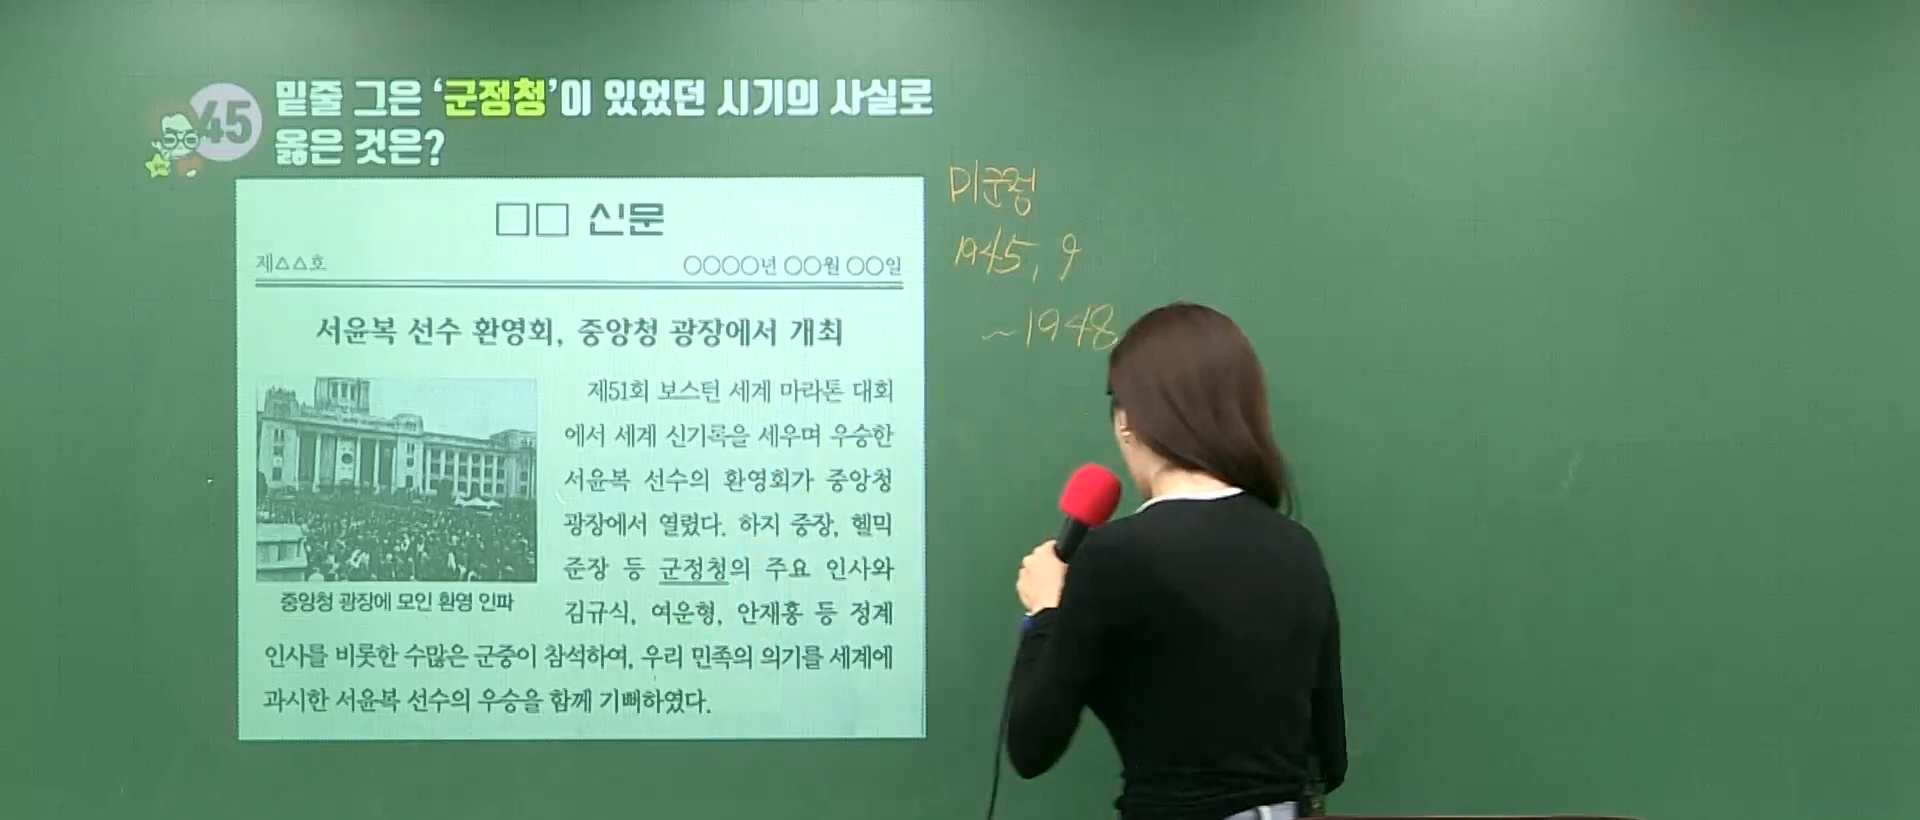 45 밑줄 그은 ‘군정청’이 있었던 시기의 사실로
옳은 것은?
□□ 신문
제△△호 ○○○○년 ○○월 ○○일
서윤복 선수 환영회, 중앙청 광장에서 개최
제51회 보스턴 세계 마라톤 대회
에서 세계 신기록을 세우며 우승한
서윤복 선수의 환영회가 중앙청
광장에서 열렸다. 하지 중장, 헬믹
준장 등 군정청의 주요 인사와
김규식, 여운형, 안재홍 등 정계
인사를 비롯한 수많은 군중이 참석하여, 우리 민족의 의기를 세계에
과시한 서윤복 선수의 우승을 함께 기뻐하였다.
중앙청 광장에 모인 환영 인파
미군정
1945, 9
~1948